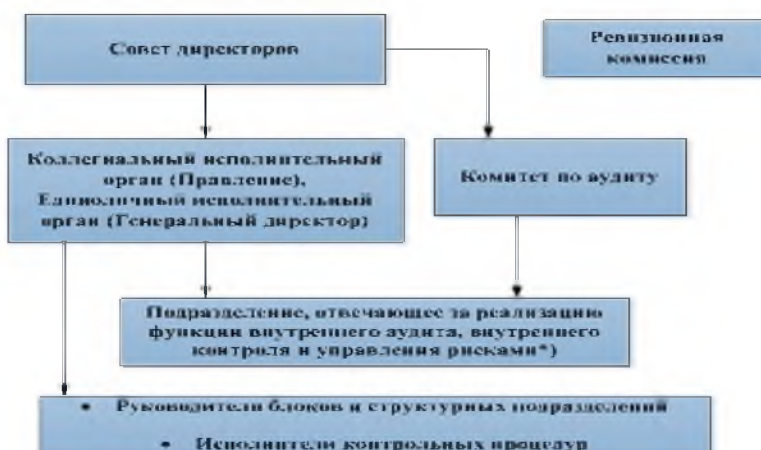 Совет директоров
Ревизионная
комиссия
Коллегиальный исполнительный
орган (Правление),
Единоличный исполнительный
орган (Генеральный директор)
Комитет по аудиту
Подразделение, отвечающее за реализацию
функции внутреннего аудита, внутреннего
контроля и управления рисками*)
• Руководители блоков и структурных подразделений
• Исполнители контрольных процедур